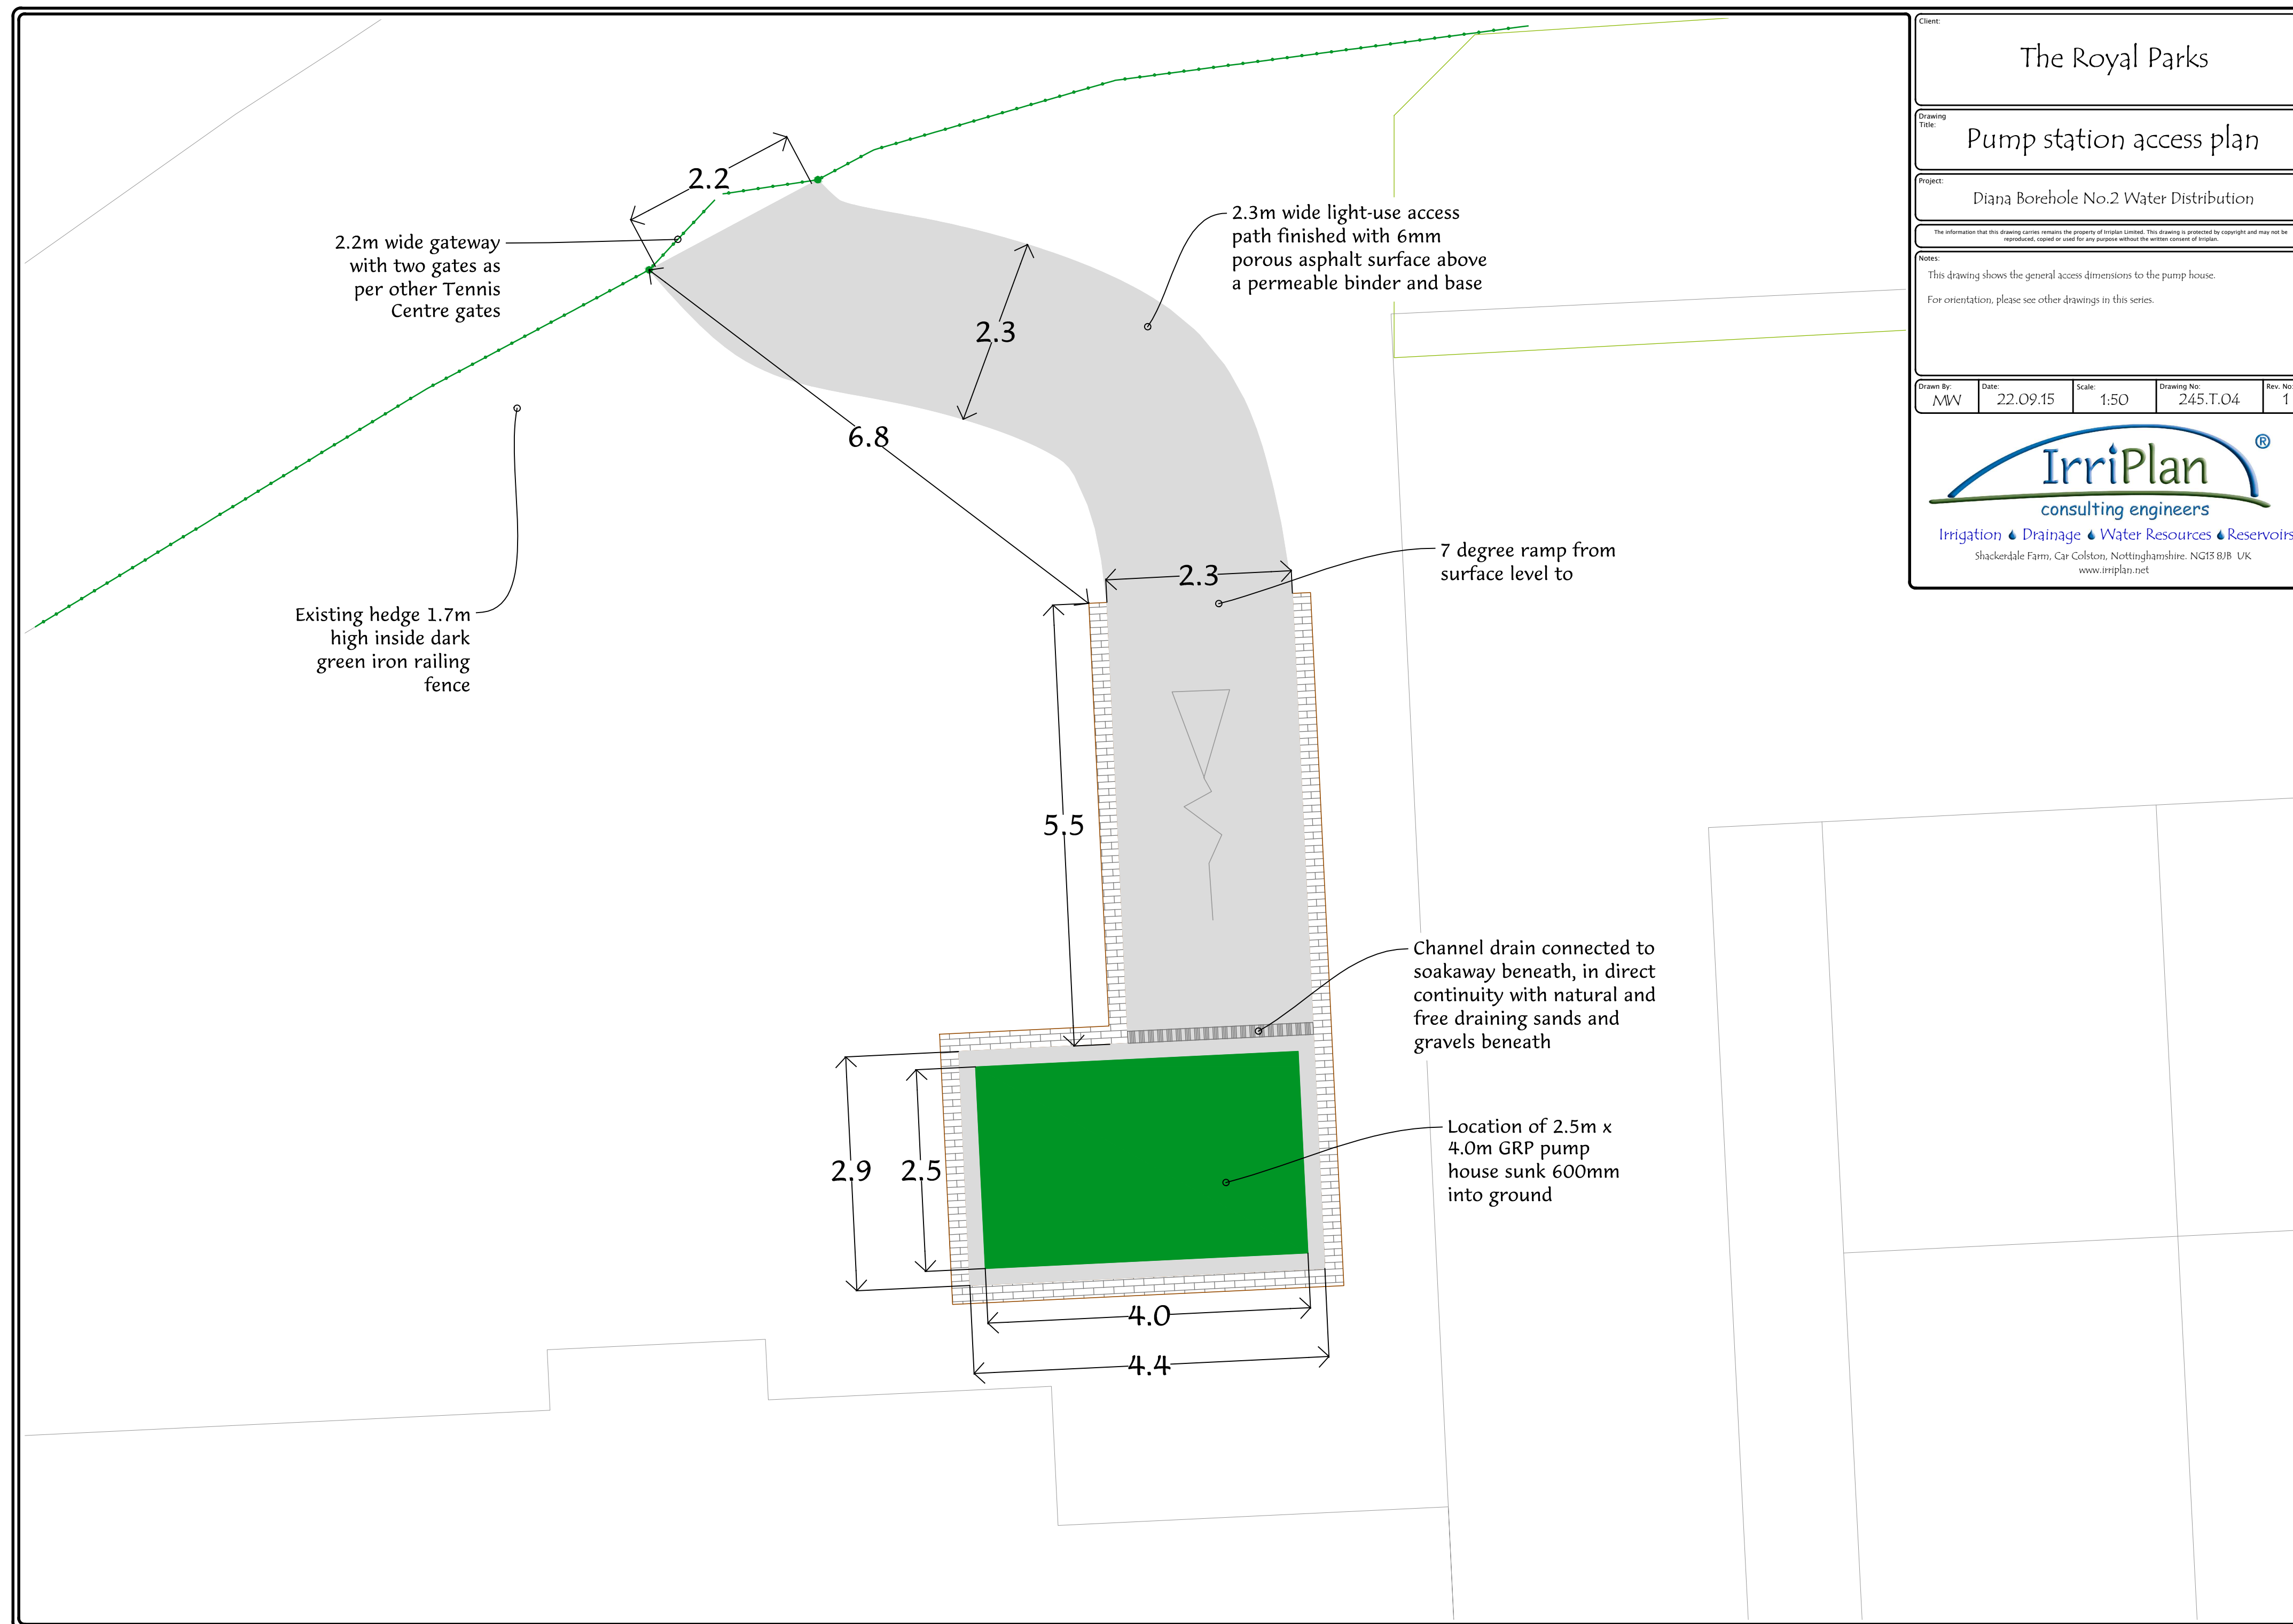 Client:
The Royal Parks
Drawing
Title:
Pump station access plan
Project:
Diana Borehole No.2 Water Distribution
The information that this drawing carries remains the property of Irriplan Limited. This drawing is protected by copyright and may not be
reproduced, copied or used for any purpose without the written consent of Irriplan.
Notes:
This drawing shows the general access dimensions to the pump house.
For orientation, please see other drawings in this series.
Drawn By:
MW
Date:
22.09.15
Scale:
1:50
Drawing No:
245.T.04
Rev. No:
1
IrriPlan
®
consulting engineers
Irrigation Drainage Water Resources Reservoirs
Shackerdale Farm, Car Colston, Nottinghamshire. NG13 8JB UK
www.irriplan.net
2.2
2.2m wide gateway
with two gates as
per other Tennis
Centre gates
2.3m wide light-use access
path finished with 6mm
porous asphalt surface above
a permeable binder and base
2.3
6.8
7 degree ramp from
surface level to
2.3
Existing hedge 1.7m
high inside dark
green iron railing
fence
5.5
Channel drain connected to
soakaway beneath, in direct
continuity with natural and
free draining sands and
gravels beneath
Location of 2.5m x
4.0m GRP pump
house sunk 600mm
into ground
2.9
2.5
4.0
4.4